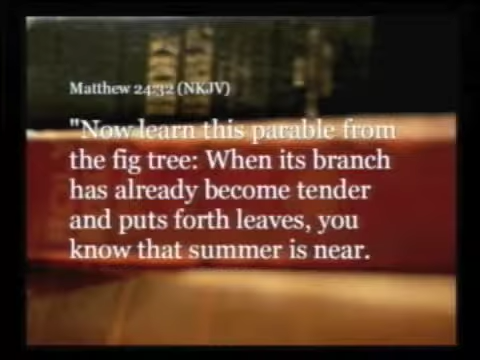 Matthew 24:32 (NKJV)
"Now learn this parable from
the fig tree: When its branch
has already become tender
and puts forth leaves, you
know that summer is near.